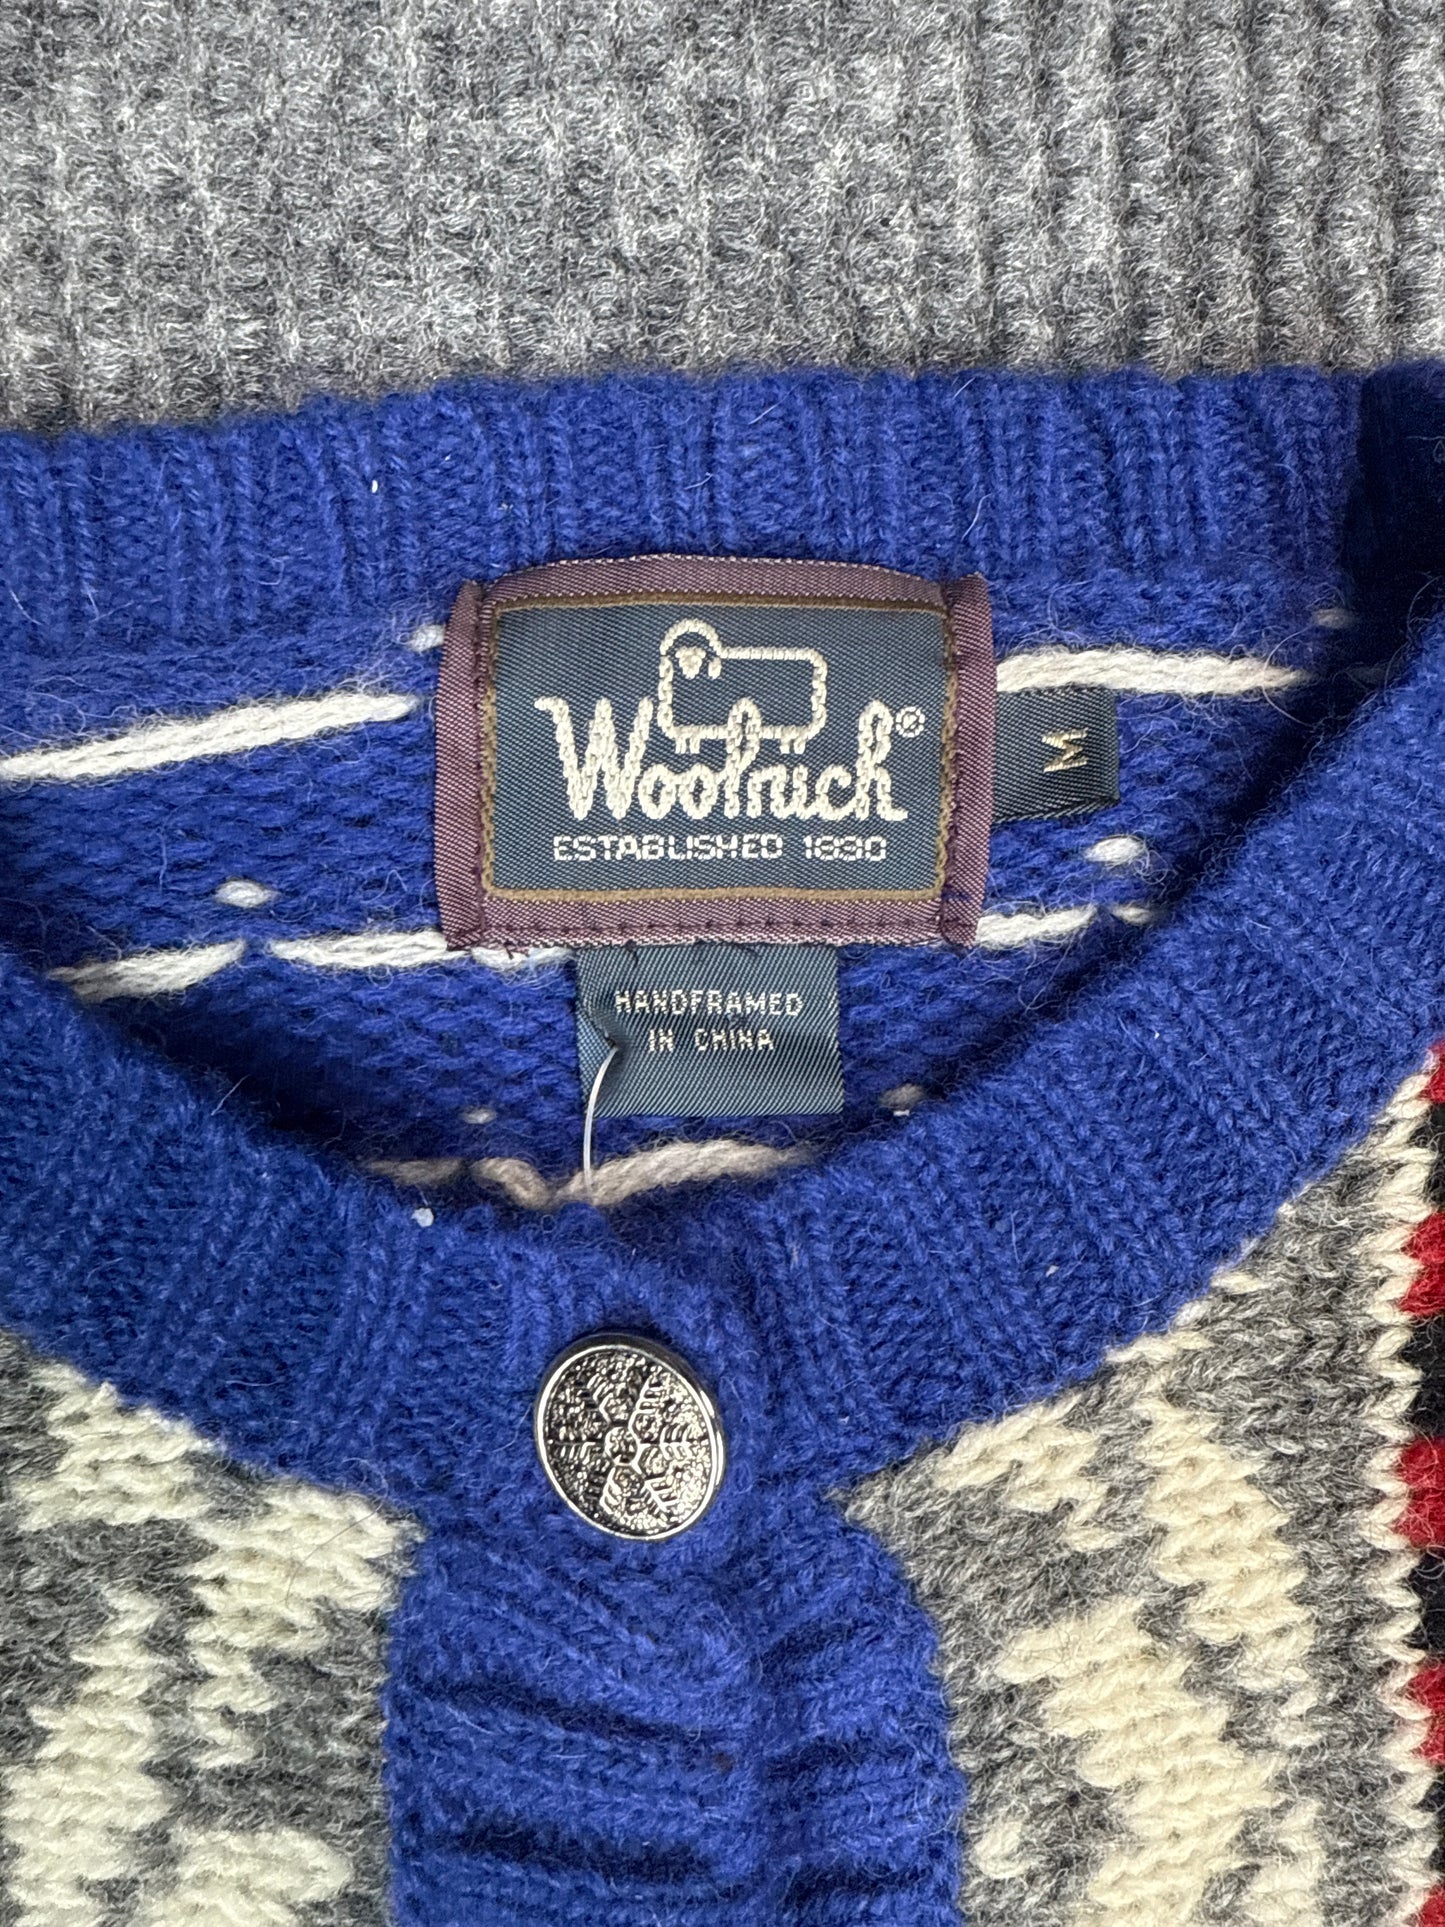 Woolrich®
ESTABLISHED 1830
M
HANDFRAMED
IN CHINA